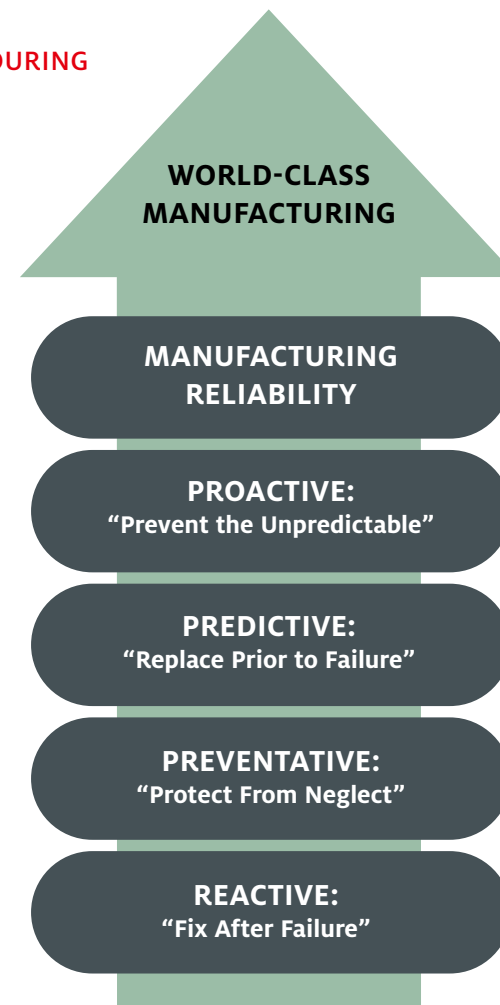 OURING
WORLD-CLASS
MANUFACTURING
MANUFACTURING
RELIABILITY
PROACTIVE:
“Prevent the Unpredictable”
PREDICTIVE:
“Replace Prior to Failure”
PREVENTATIVE:
“Protect From Neglect”
REACTIVE:
“Fix After Failure”